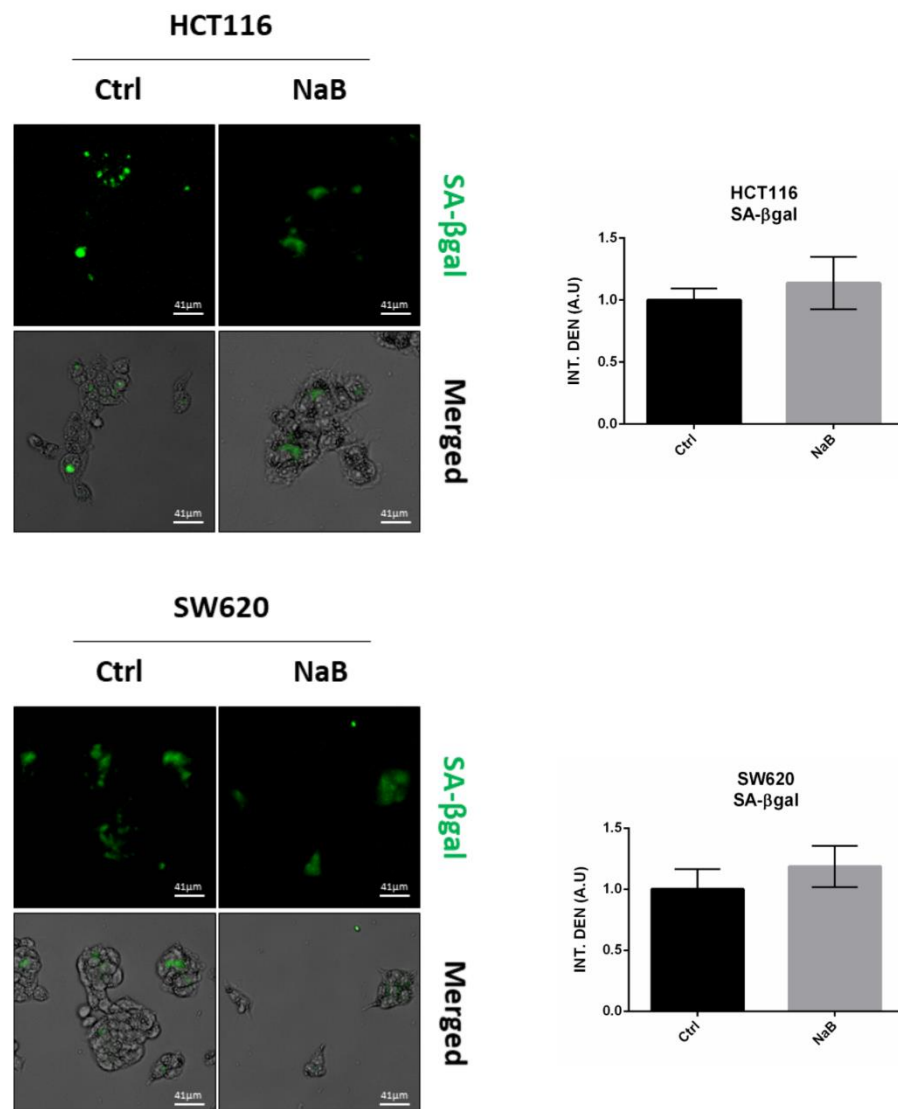 HCT116
Ctrl NaB
SA-βgal
41µm 41µm
Merged
41µm 41µm
HCT116
SA-βgal
INT. DEN (A.U)
1.5
1.0
0.5
0.0
Ctrl NaB
SW620
Ctrl NaB
SA-βgal
41µm 41µm
Merged
41µm 41µm
SW620
SA-βgal
INT. DEN (A.U)
1.5
1.0
0.5
0.0
Ctrl NaB